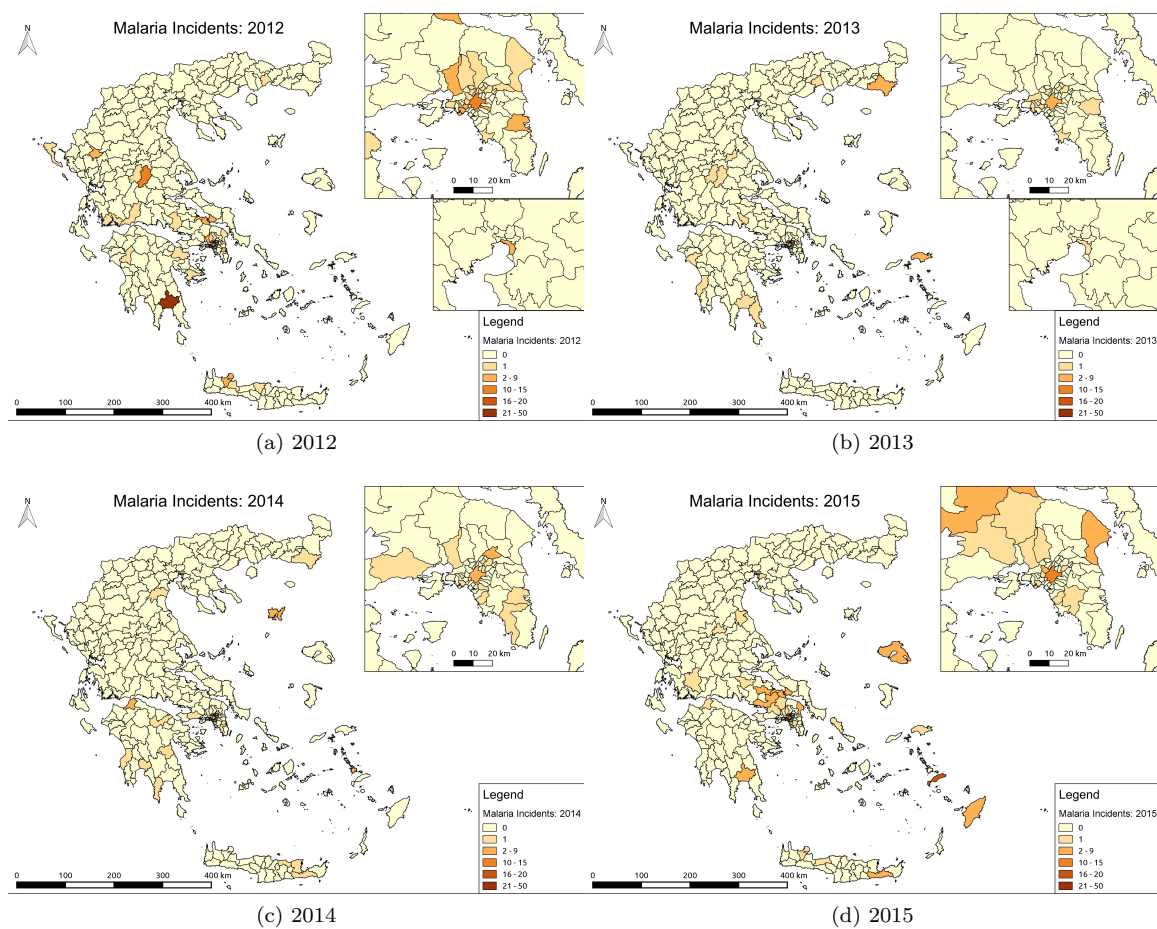 Malaria Incidents: 2012
N
0 10 20 km
Legend
Malaria Incidents: 2012
0
1
2 - 9
10 - 15
16 - 20
21 - 50
0 100 200 300 400 km
(a) 2012
Malaria Incidents: 2013
N
0 10 20 km
Legend
Malaria Incidents: 2013
0
1
2 - 9
10 - 15
16 - 20
21 - 50
0 100 200 300 400 km
(b) 2013
Malaria Incidents: 2014
N
0 10 20 km
Legend
Malaria Incidents: 2014
0
1
2 - 9
10 - 15
16 - 20
21 - 50
0 100 200 300 400 km
(c) 2014
Malaria Incidents: 2015
N
0 10 20 km
Legend
Malaria Incidents: 2015
0
1
2 - 9
10 - 15
16 - 20
21 - 50
0 100 200 300 400 km
(d) 2015